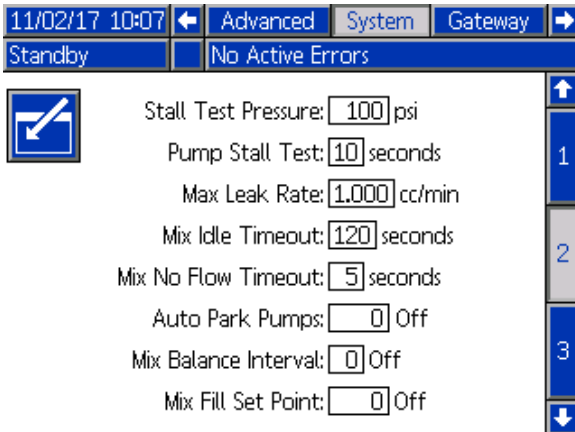 11/02/17 10:07 Advanced System Gateway
Standby No Active Errors
Stall Test Pressure: 100 psi
Pump Stall Test: 10 seconds
Max Leak Rate: 1.000 cc/min
Mix Idle Timeout: 120 seconds
Mix No Flow Timeout: 5 seconds
Auto Park Pumps: 0 Off
Mix Balance Interval: 0 Off
Mix Fill Set Point: 0 Off
1
2
3